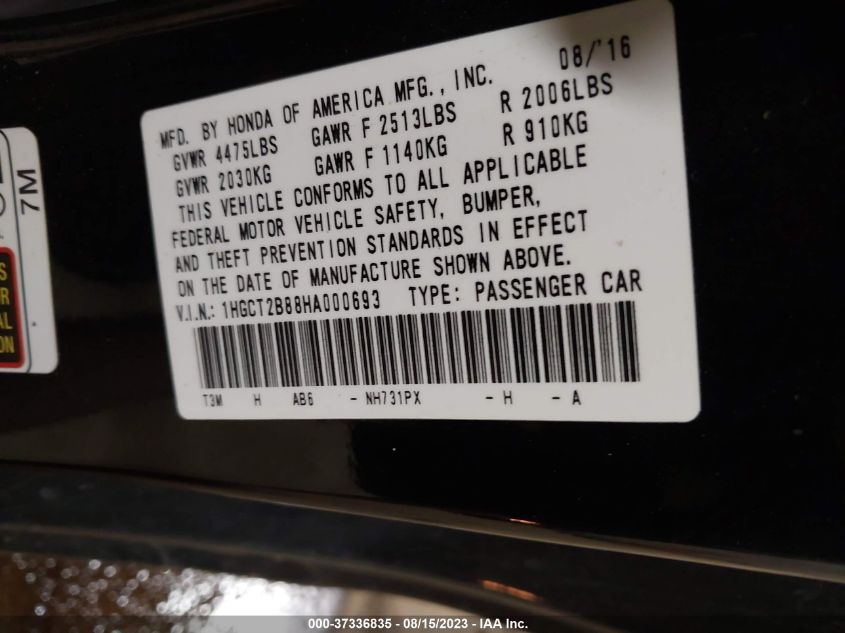 08/'16
MFD. BY HONDA OF AMERICA MFG., INC.
GVWR 4475LBS GAWR F 2513LBS R 2006LBS
GVWR 2030KG GAWR F 1140KG R 910KG
THIS VEHICLE CONFORMS TO ALL APPLICABLE
FEDERAL MOTOR VEHICLE SAFETY, BUMPER,
AND THEFT PREVENTION STANDARDS IN EFFECT
ON THE DATE OF MANUFACTURE SHOWN ABOVE.
V.I.N.: 1HGCT2B88HA000693 TYPE: PASSENGER CAR
T3M H AB6 - NH731PX - H - A
7M
000-37336835 - 08/15/2023 - IAA Inc.